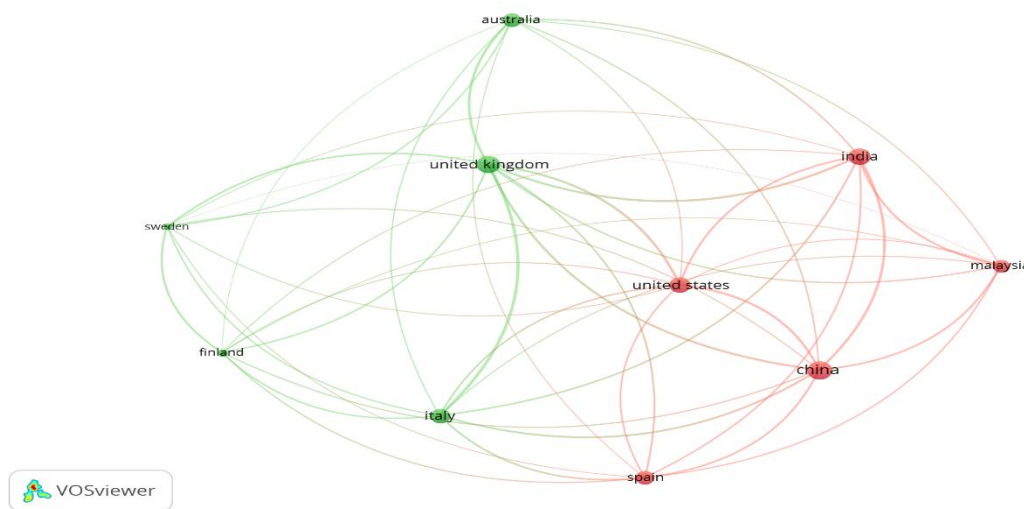 australia
united kingdom
india
sweden
malaysia
united states
finland
china
italy
spain
VOSviewer